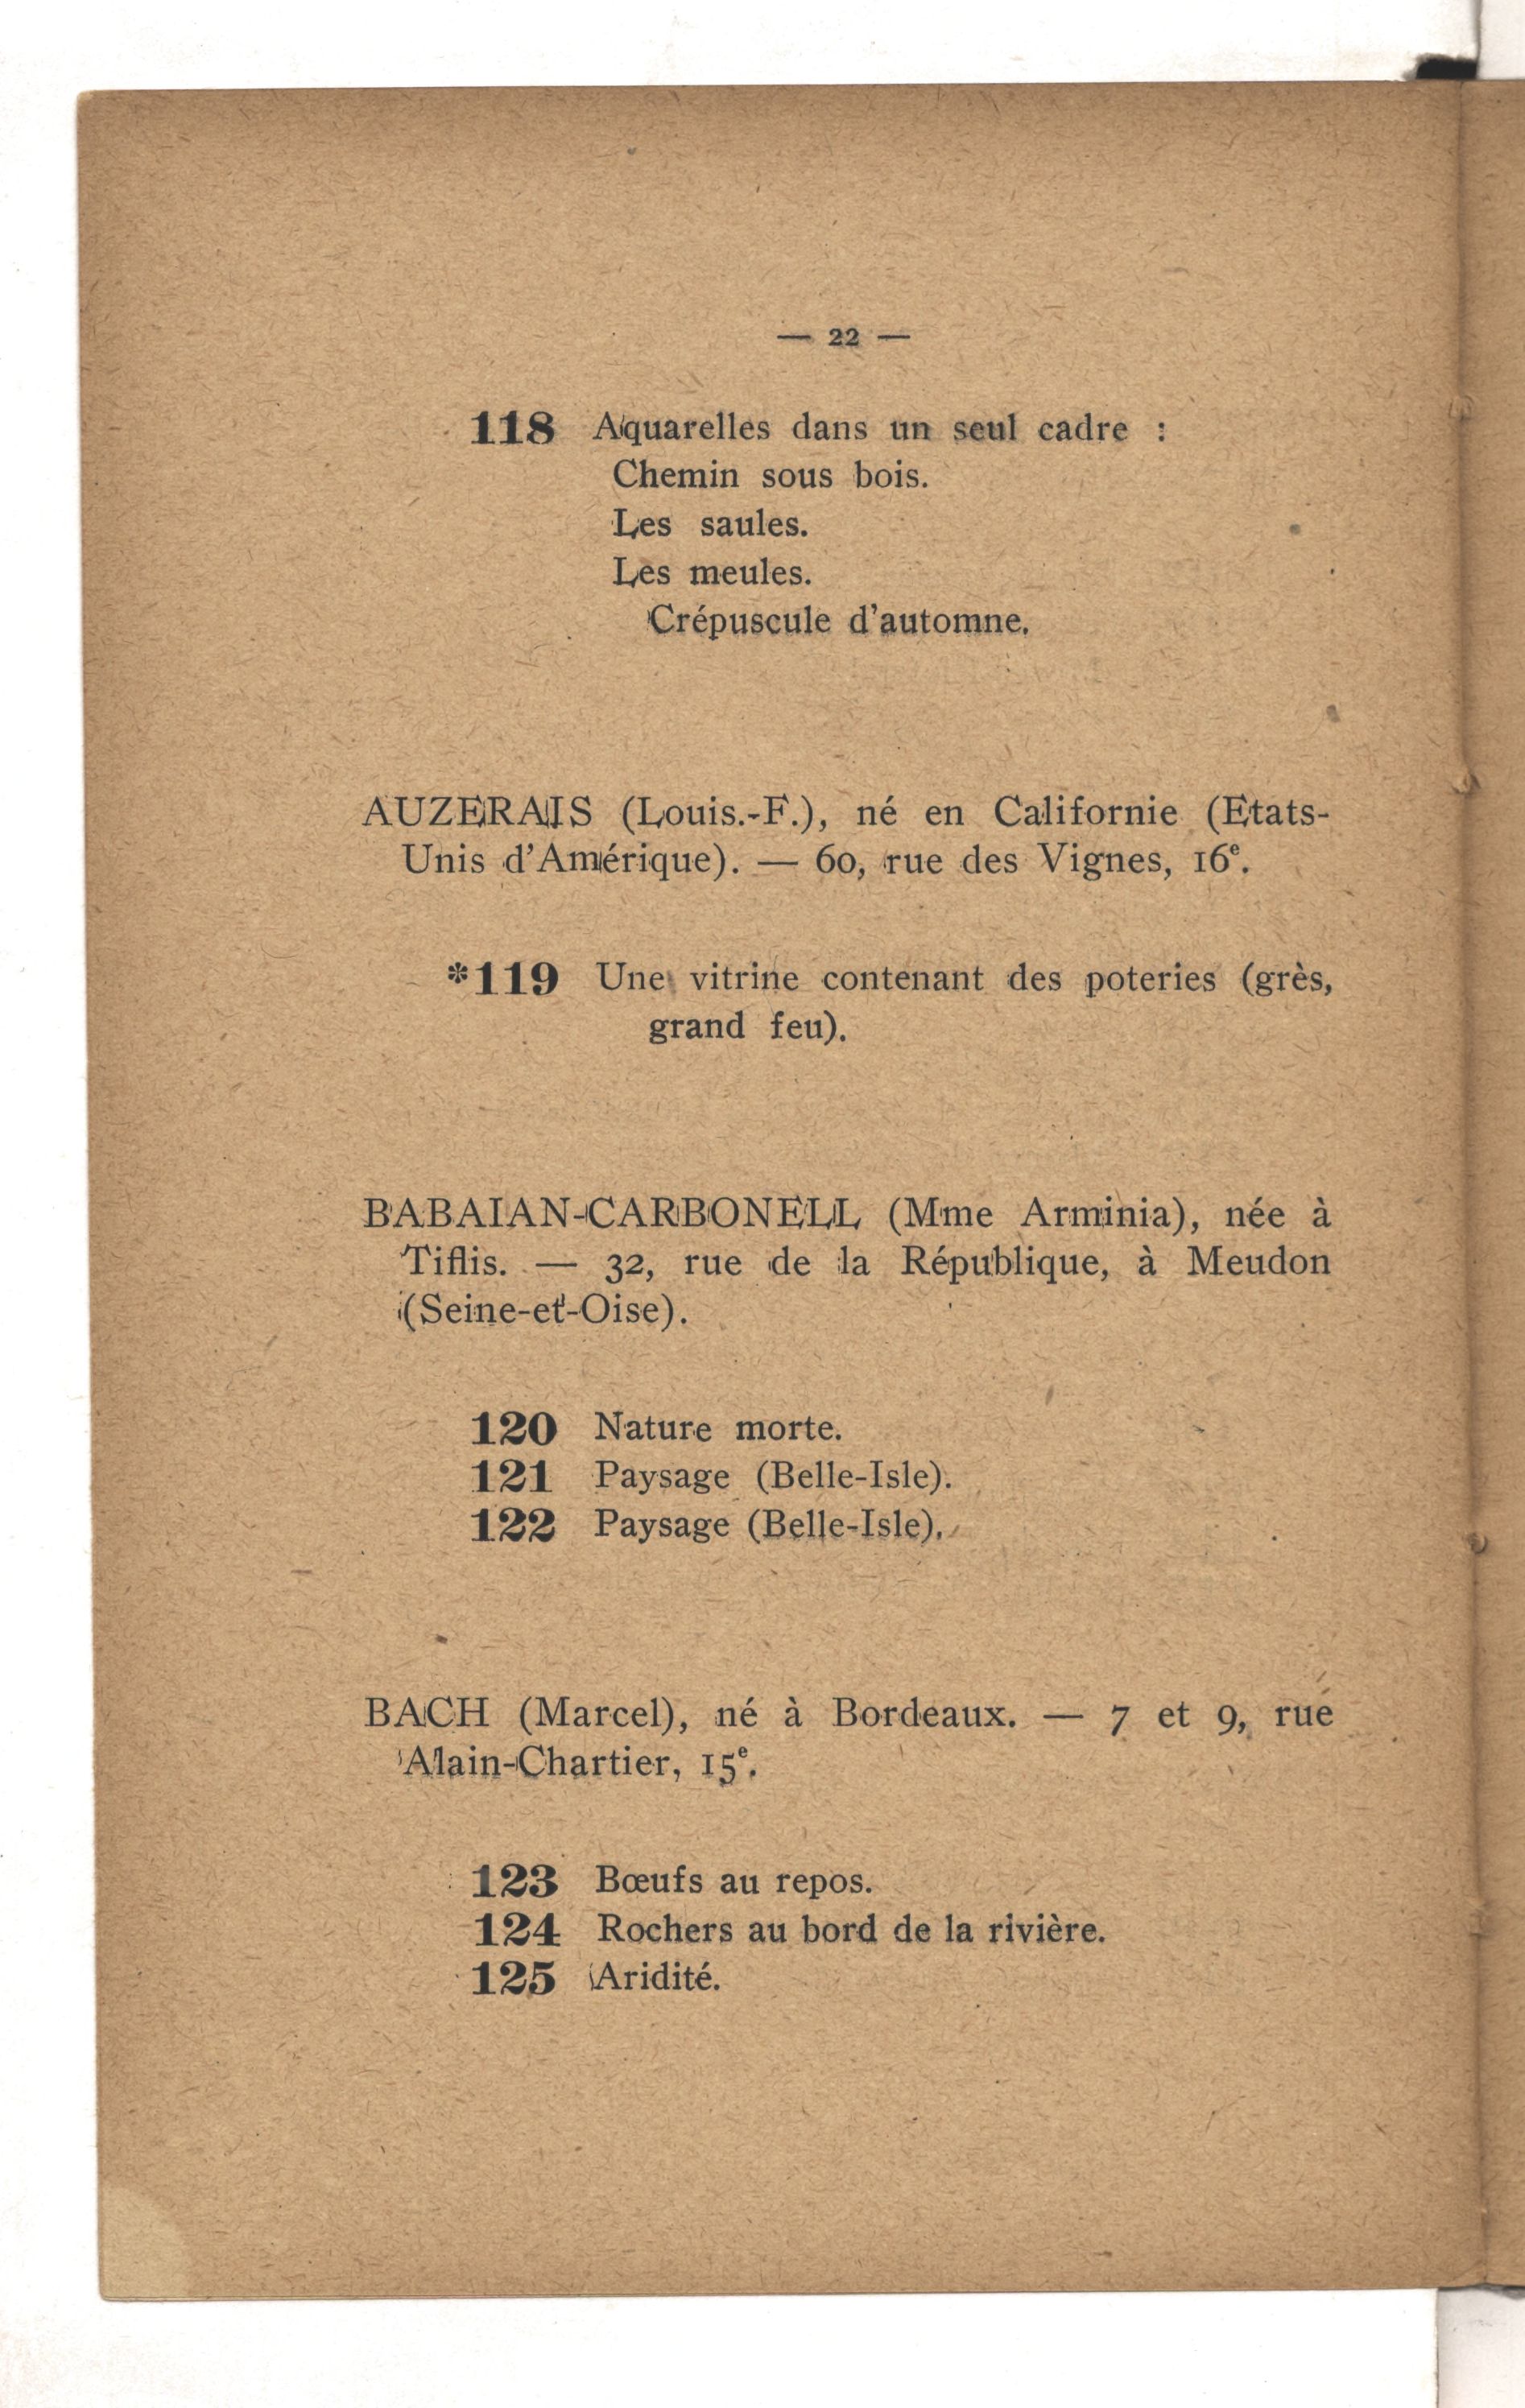 — 22 —
118 Aquarelles dans un seul cadre :
Chemin sous bois.
Les saules.
Les meules.
Crépuscule d'automne.
AUZERAIS (Louis.-F.), né en Californie (Etats-
Unis d'Amérique). — 60, rue des Vignes, 16e.
*119 Une vitrine contenant des poteries (grès,
grand feu).
BABAIAN-CARBONELL (Mme Arminia), née à
Tiflis. — 32, rue de la République, à Meudon
(Seine-et-Oise).
120 Nature morte.
121 Paysage (Belle-Isle).
122 Paysage (Belle-Isle).
BACH (Marcel), né à Bordeaux. — 7 et 9, rue
Alain-Chartier, 15e.
123 Bœufs au repos.
124 Rochers au bord de la rivière.
125 Aridité.